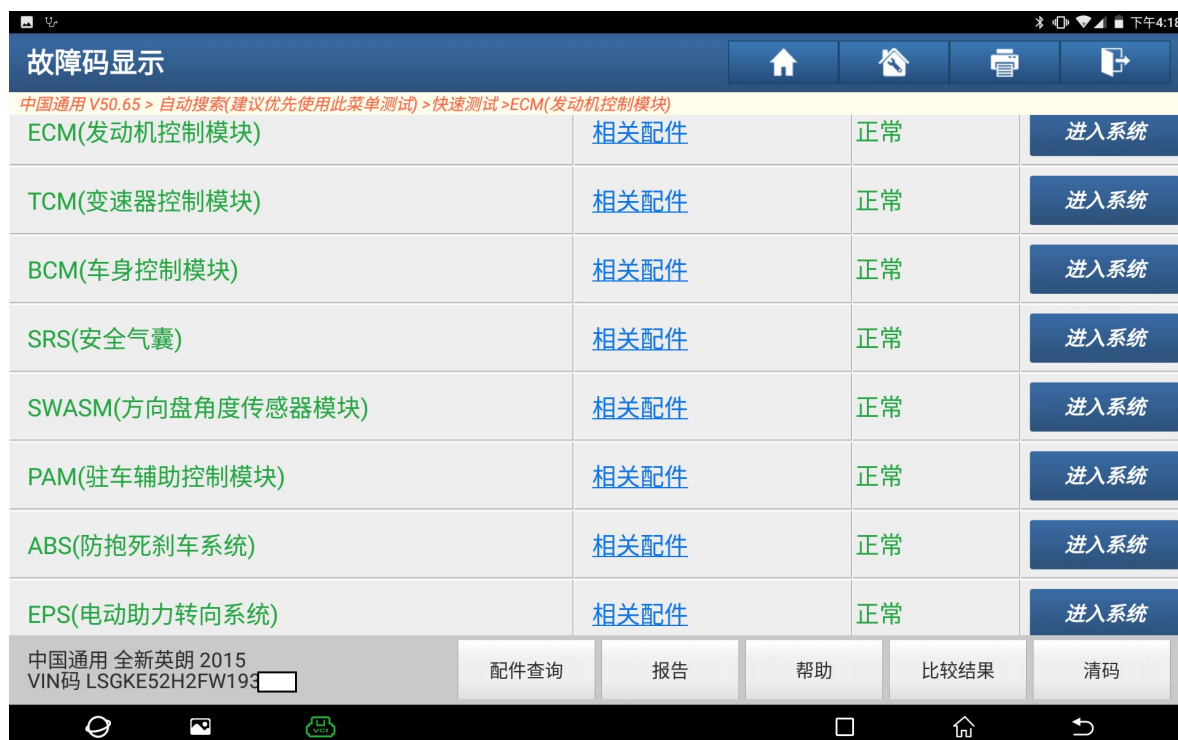 下午4:18
故障码显示
中国通用 V50.65 > 自动搜索(建议优先使用此菜单测试) >快速测试 >ECM(发动机控制模块)
ECM(发动机控制模块) 相关配件 正常 进入系统
TCM(变速器控制模块) 相关配件 正常 进入系统
BCM(车身控制模块) 相关配件 正常 进入系统
SRS(安全气囊) 相关配件 正常 进入系统
SWASM(方向盘角度传感器模块) 相关配件 正常 进入系统
PAM(驻车辅助控制模块) 相关配件 正常 进入系统
ABS(防抱死刹车系统) 相关配件 正常 进入系统
EPS(电动助力转向系统) 相关配件 正常 进入系统
中国通用 全新英朗 2015
VIN码 LSGKE52H2FW193
配件查询 报告 帮助 比较结果 清码
VCI